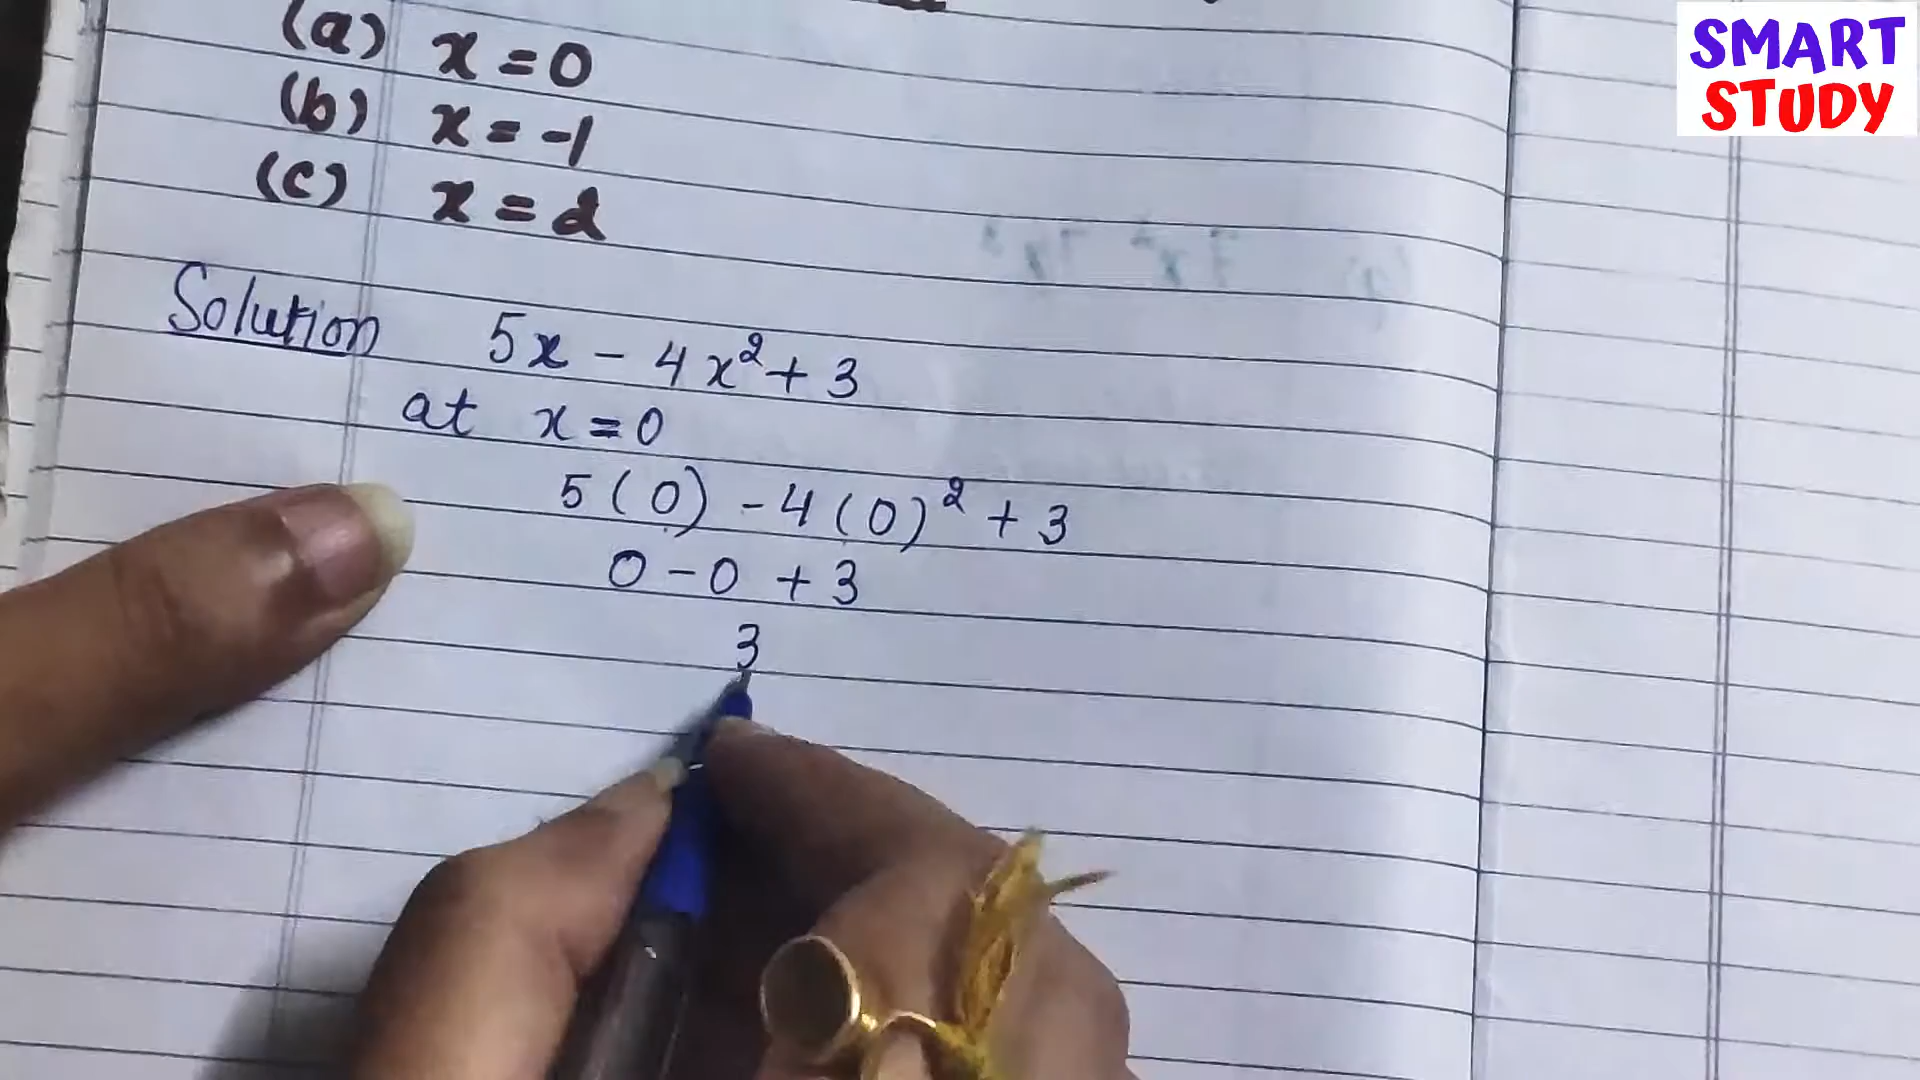 SMART
STUDY
(a) x = 0
(b) x = -1
(c) x = 2
Solution 5x - 4x² + 3
at x = 0
5(0) - 4(0)² + 3
0 - 0 + 3
3